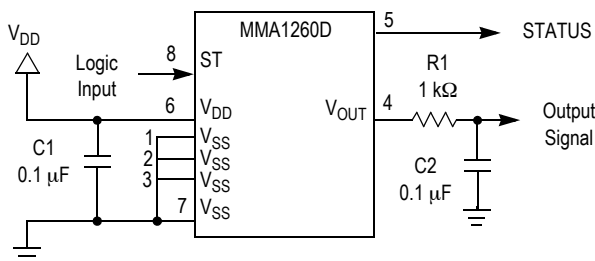 MMA1260D
5
STATUS
V_DD
8
ST
Logic
Input
R1
1 kΩ
6
V_DD
V_OUT
4
Output
Signal
1
V_SS
C1
0.1 μF
2
V_SS
3
V_SS
C2
0.1 μF
7
V_SS